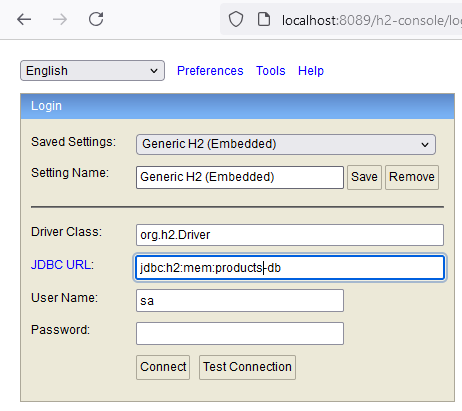 localhost:8089/h2-console/lo
English Preferences Tools Help
Login
Saved Settings: Generic H2 (Embedded)
Setting Name: Generic H2 (Embedded) Save Remove
Driver Class: org.h2.Driver
JDBC URL: jdbc:h2:mem:products-db
User Name: sa
Password:
Connect Test Connection